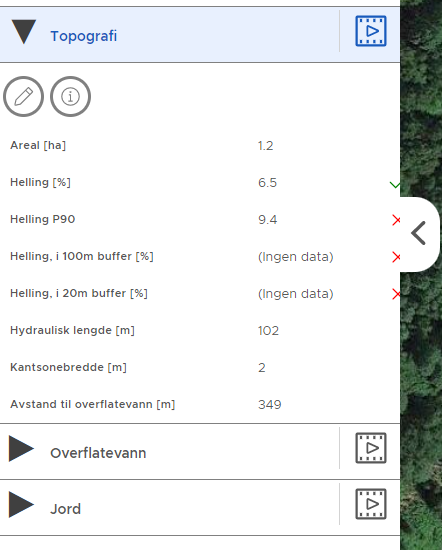 Topografi
Areal [ha] 1.2
Helling [%] 6.5
Helling P90 9.4
Helling, i 100m buffer [%] (Ingen data)
Helling, i 20m buffer [%] (Ingen data)
Hydraulisk lengde [m] 102
Kantsonebredde [m] 2
Avstand til overflatevann [m] 349
Overflatevann
Jord